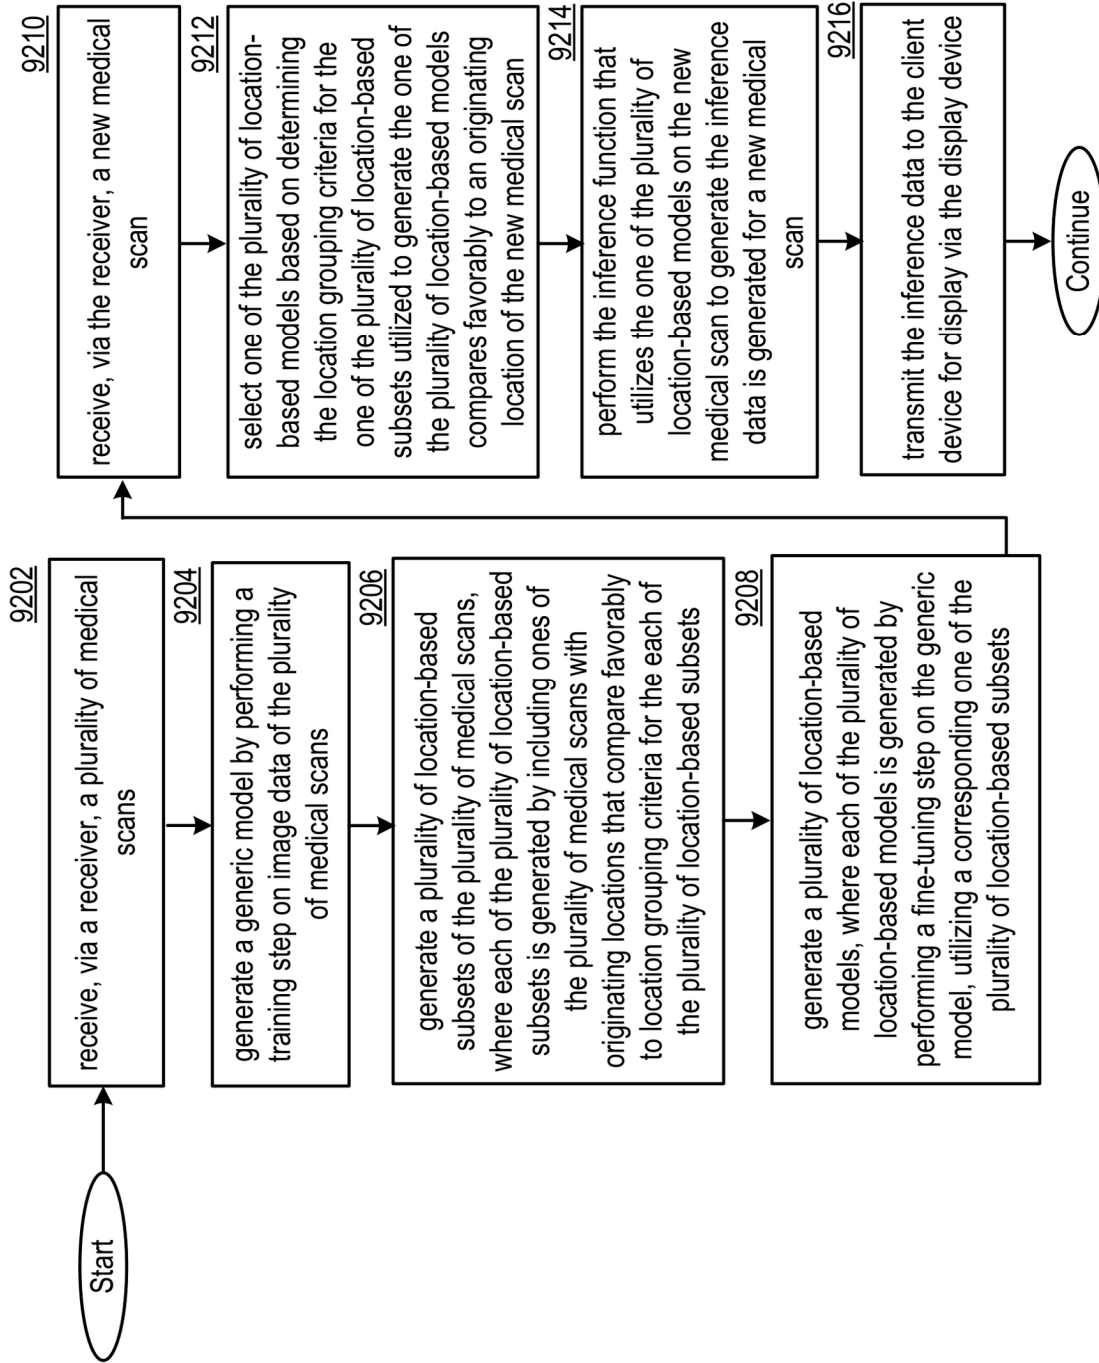 Start
9202
receive, via a receiver, a plurality of medical
scans
9204
generate a generic model by performing a
training step on image data of the plurality
of medical scans
9206
generate a plurality of location-based
subsets of the plurality of medical scans,
where each of the plurality of location-based
subsets is generated by including ones of
the plurality of medical scans with
originating locations that compare favorably
to location grouping criteria for the each of
the plurality of location-based subsets
9208
generate a plurality of location-based
models, where each of the plurality of
location-based models is generated by
performing a fine-tuning step on the generic
model, utilizing a corresponding one of the
plurality of location-based subsets
9210
receive, via the receiver, a new medical
scan
9212
select one of the plurality of location-
based models based on determining
the location grouping criteria for the
one of the plurality of location-based
subsets utilized to generate the one of
the plurality of location-based models
compares favorably to an originating
location of the new medical scan
9214
perform the inference function that
utilizes the one of the plurality of
location-based models on the new
medical scan to generate the inference
data is generated for a new medical
scan
9216
transmit the inference data to the client
device for display via the display device
Continue